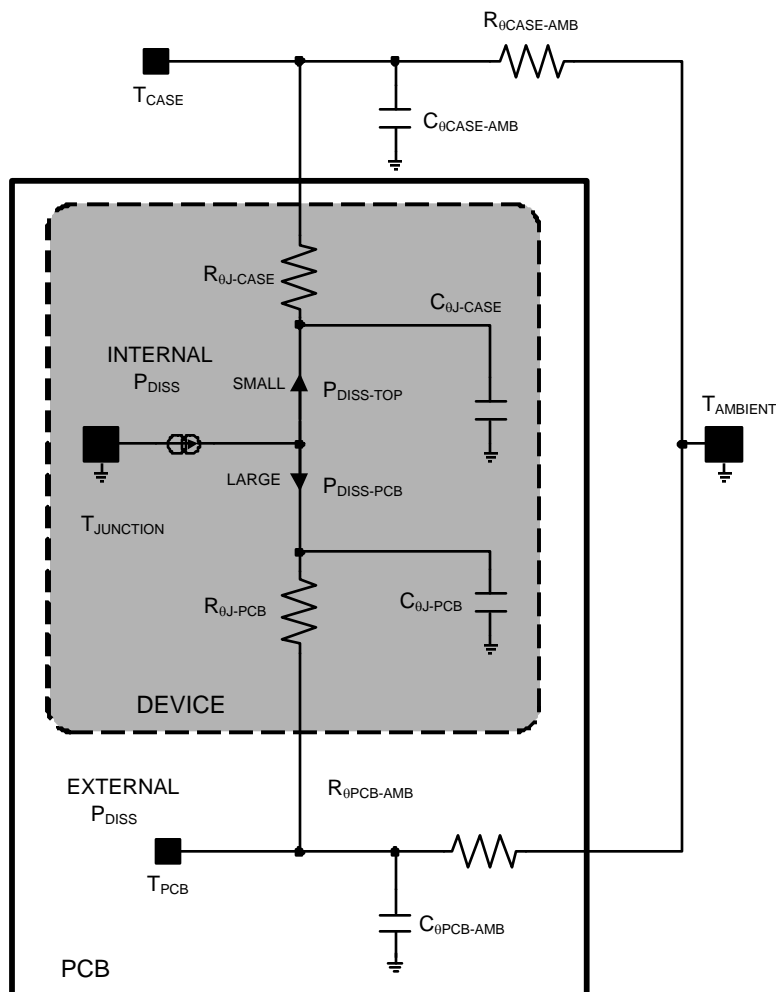 RθCASE-AMB
TCASE
CθCASE-AMB
RθJ-CASE
CθJ-CASE
INTERNAL
PDISS
SMALL
PDISS-TOP
TAMBIENT
LARGE
PDISS-PCB
TJUNCTION
RθJ-PCB
CθJ-PCB
DEVICE
EXTERNAL
PDISS
RθPCB-AMB
TPCB
CθPCB-AMB
PCB